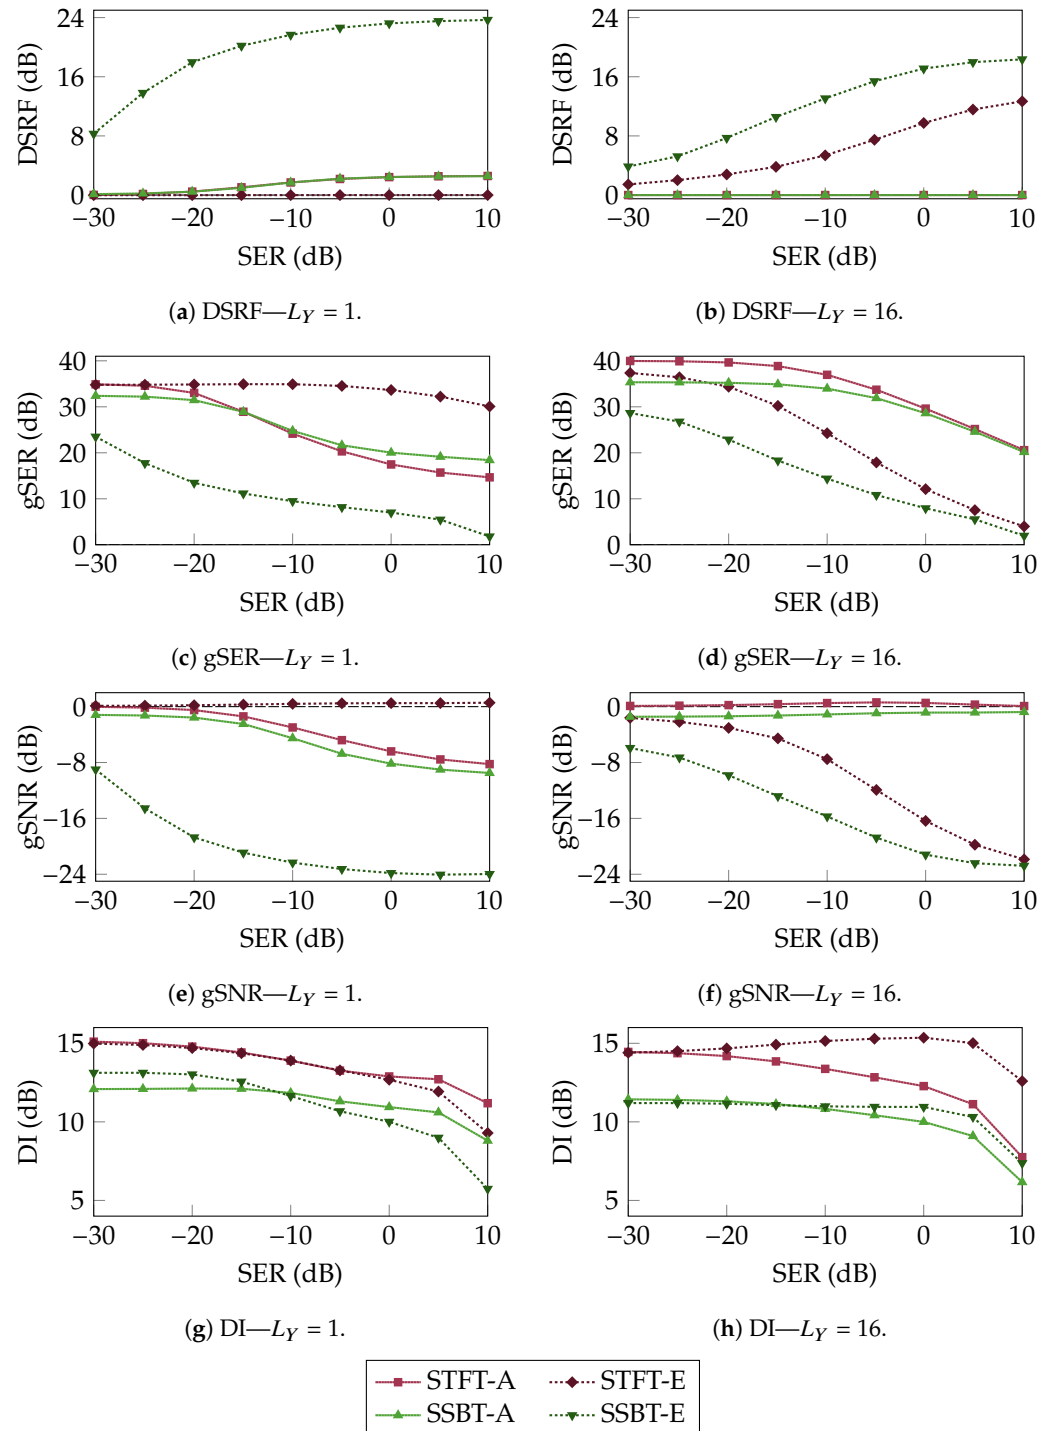 24
16
8
0
DSRF (dB)
−30 −20 −10 0 10
SER (dB)
(a) DSRF—L_Y = 1.
24
16
8
0
DSRF (dB)
−30 −20 −10 0 10
SER (dB)
(b) DSRF—L_Y = 16.
40
30
20
10
0
gSER (dB)
−30 −20 −10 0 10
SER (dB)
(c) gSER—L_Y = 1.
40
30
20
10
0
gSER (dB)
−30 −20 −10 0 10
SER (dB)
(d) gSER—L_Y = 16.
0
−8
−16
−24
gSNR (dB)
−30 −20 −10 0 10
SER (dB)
(e) gSNR—L_Y = 1.
0
−8
−16
−24
gSNR (dB)
−30 −20 −10 0 10
SER (dB)
(f) gSNR—L_Y = 16.
15
10
5
DI (dB)
−30 −20 −10 0 10
SER (dB)
(g) DI—L_Y = 1.
15
10
5
DI (dB)
−30 −20 −10 0 10
SER (dB)
(h) DI—L_Y = 16.
STFT-A STFT-E
SSBT-A SSBT-E